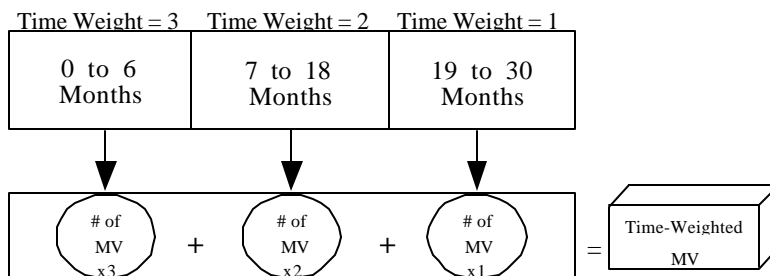 Time Weight = 3 Time Weight = 2 Time Weight = 1
0 to 6 7 to 18 19 to 30
Months Months Months
# of # of # of
MV + MV + MV = Time-Weighted
x3 x2 x1 MV